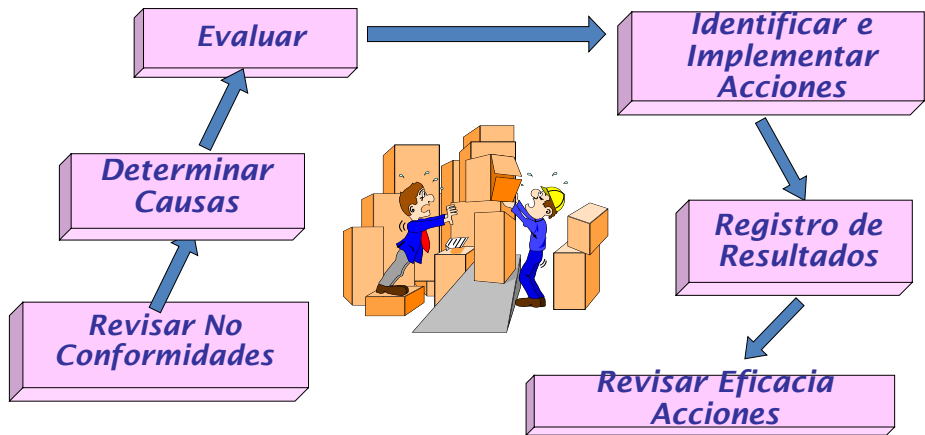 Revisar No
Conformidades
Determinar
Causas
Evaluar
Identificar e
Implementar
Acciones
Registro de
Resultados
Revisar Eficacia
Acciones